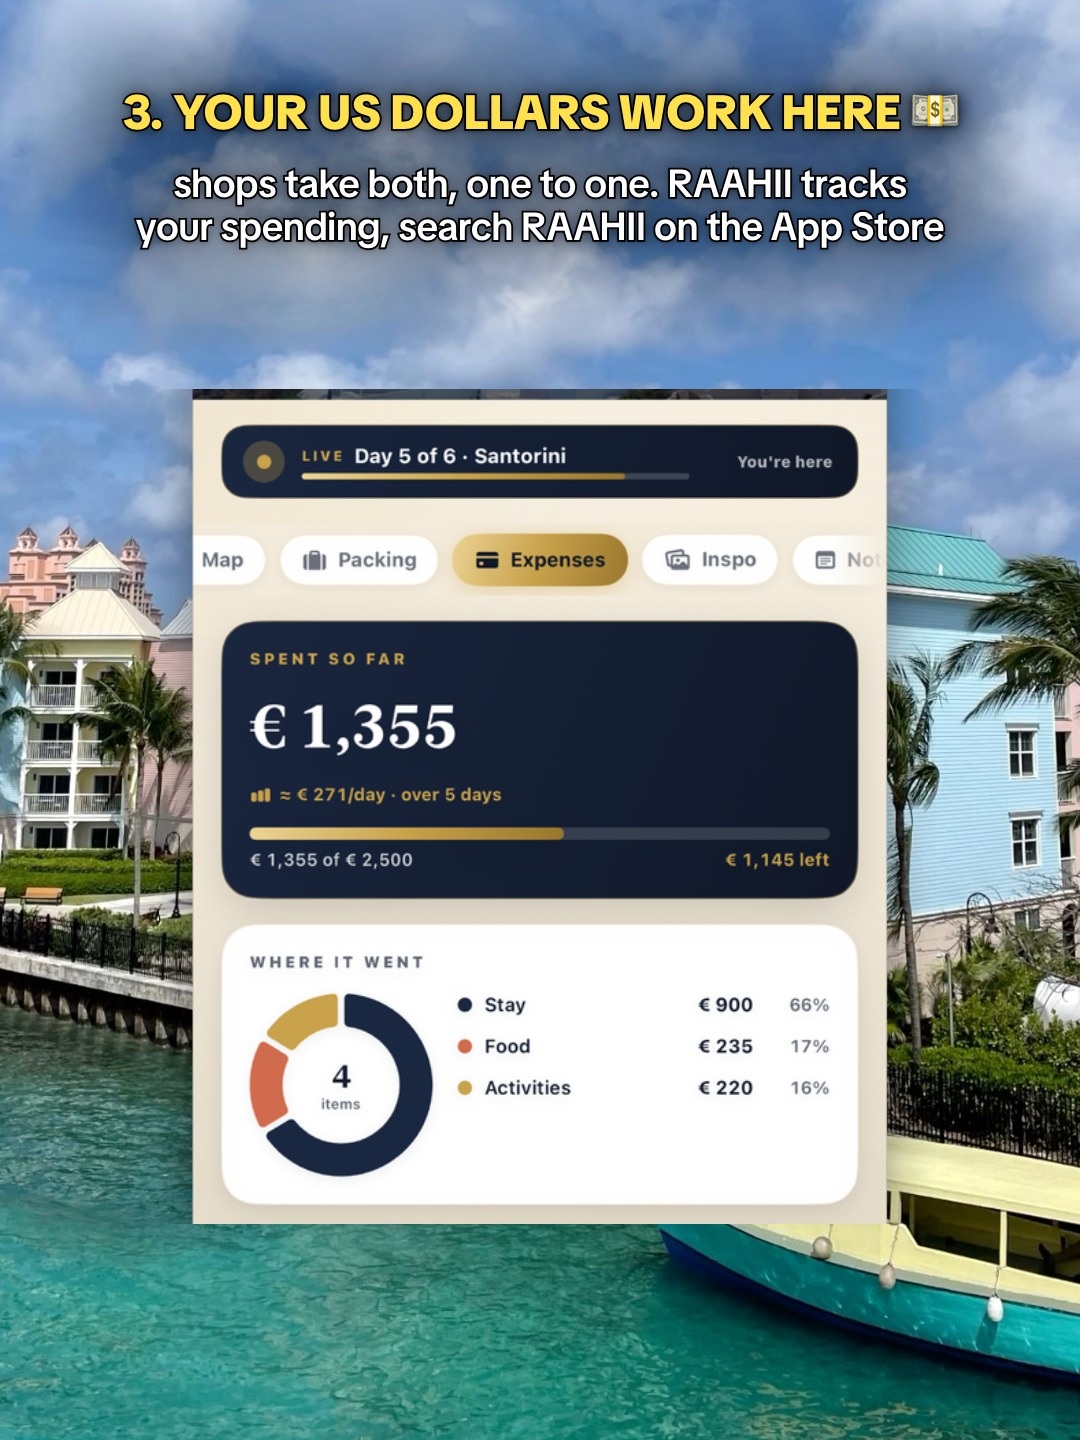 3. YOUR US DOLLARS WORK HERE 💵
shops take both, one to one. RAAHII tracks
your spending, search RAAHII on the App Store
LIVE Day 5 of 6 · Santorini
You're here
Map
Packing
Expenses
Inspo
Not
SPENT SO FAR
€ 1,355
≈ € 271/day · over 5 days
€ 1,355 of € 2,500
€ 1,145 left
WHERE IT WENT
4
items
Stay € 900 66%
Food € 235 17%
Activities € 220 16%